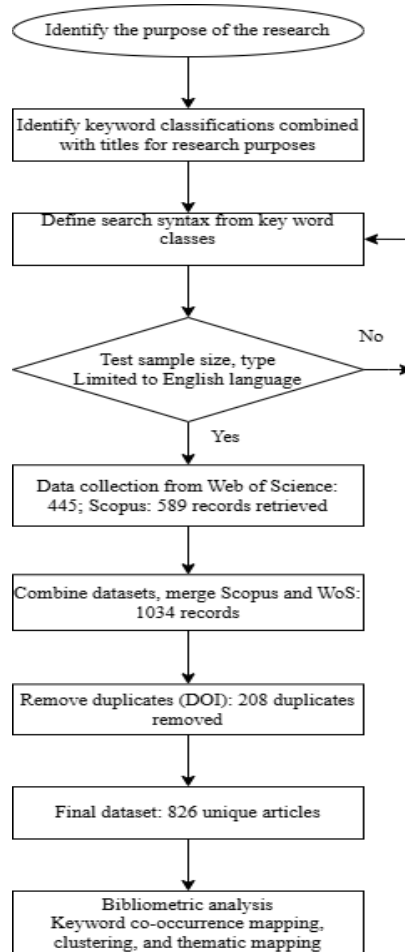 Identify the purpose of the research
Identify keyword classifications combined
with titles for research purposes
Define search syntax from key word
classes
No
Test sample size, type
Limited to English language
Yes
Data collection from Web of Science:
445; Scopus: 589 records retrieved
Combine datasets, merge Scopus and WoS:
1034 records
Remove duplicates (DOI): 208 duplicates
removed
Final dataset: 826 unique articles
Bibliometric analysis
Keyword co-occurrence mapping,
clustering, and thematic mapping